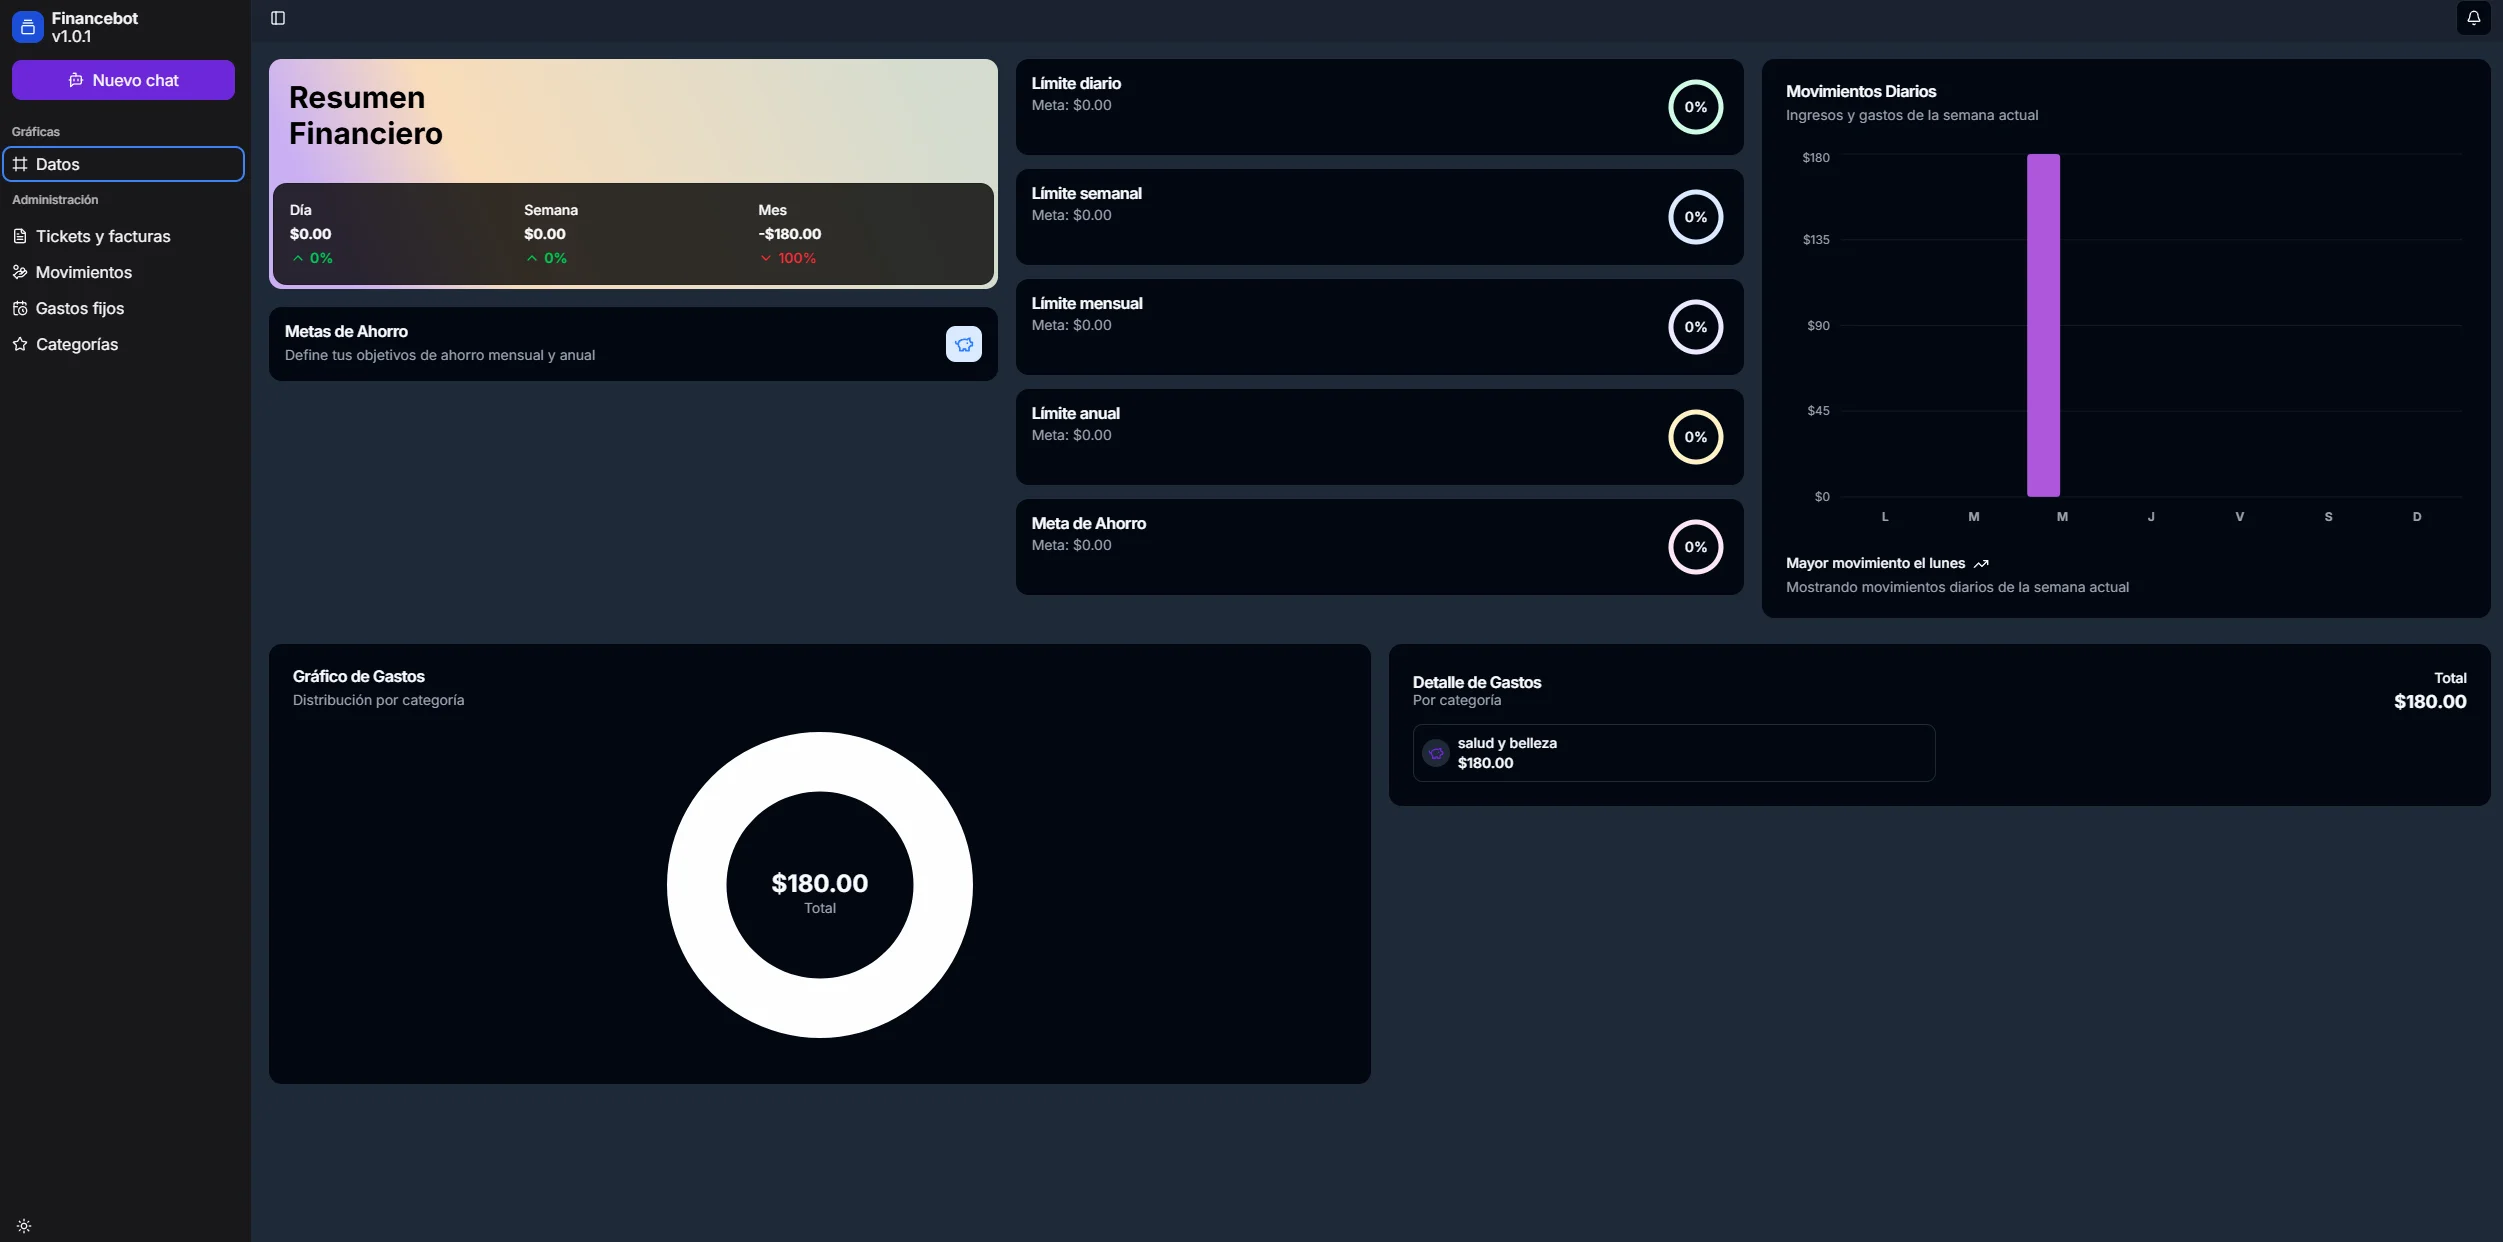 Financebot
v1.0.1
Nuevo chat
Gráficas
Datos
Administración
Tickets y facturas
Movimientos
Gastos fijos
Categorías
Resumen
Financiero
Día
$0.00
0%
Semana
$0.00
0%
Mes
-$180.00
100%
Metas de Ahorro
Define tus objetivos de ahorro mensual y anual
Límite diario
Meta: $0.00
0%
Límite semanal
Meta: $0.00
0%
Límite mensual
Meta: $0.00
0%
Límite anual
Meta: $0.00
0%
Meta de Ahorro
Meta: $0.00
0%
Movimientos Diarios
Ingresos y gastos de la semana actual
$180
$135
$90
$45
$0
L M M J V S D
Mayor movimiento el lunes
Mostrando movimientos diarios de la semana actual
Gráfico de Gastos
Distribución por categoría
$180.00
Total
Detalle de Gastos
Por categoría
Total
$180.00
salud y belleza
$180.00